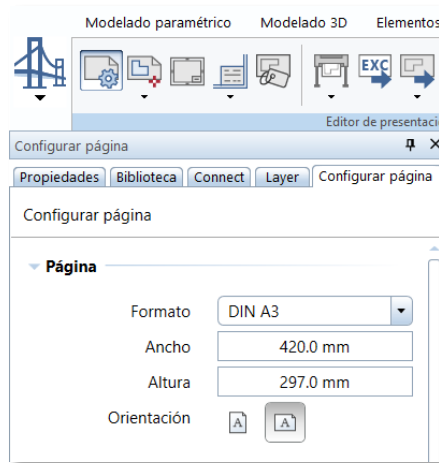 Modelado paramétrico Modelado 3D Elementos
EXC
Editor de presentaci
Configurar página
Propiedades Biblioteca Connect Layer Configurar página
Configurar página
Página
Formato DIN A3
Ancho 420.0 mm
Altura 297.0 mm
Orientación A A